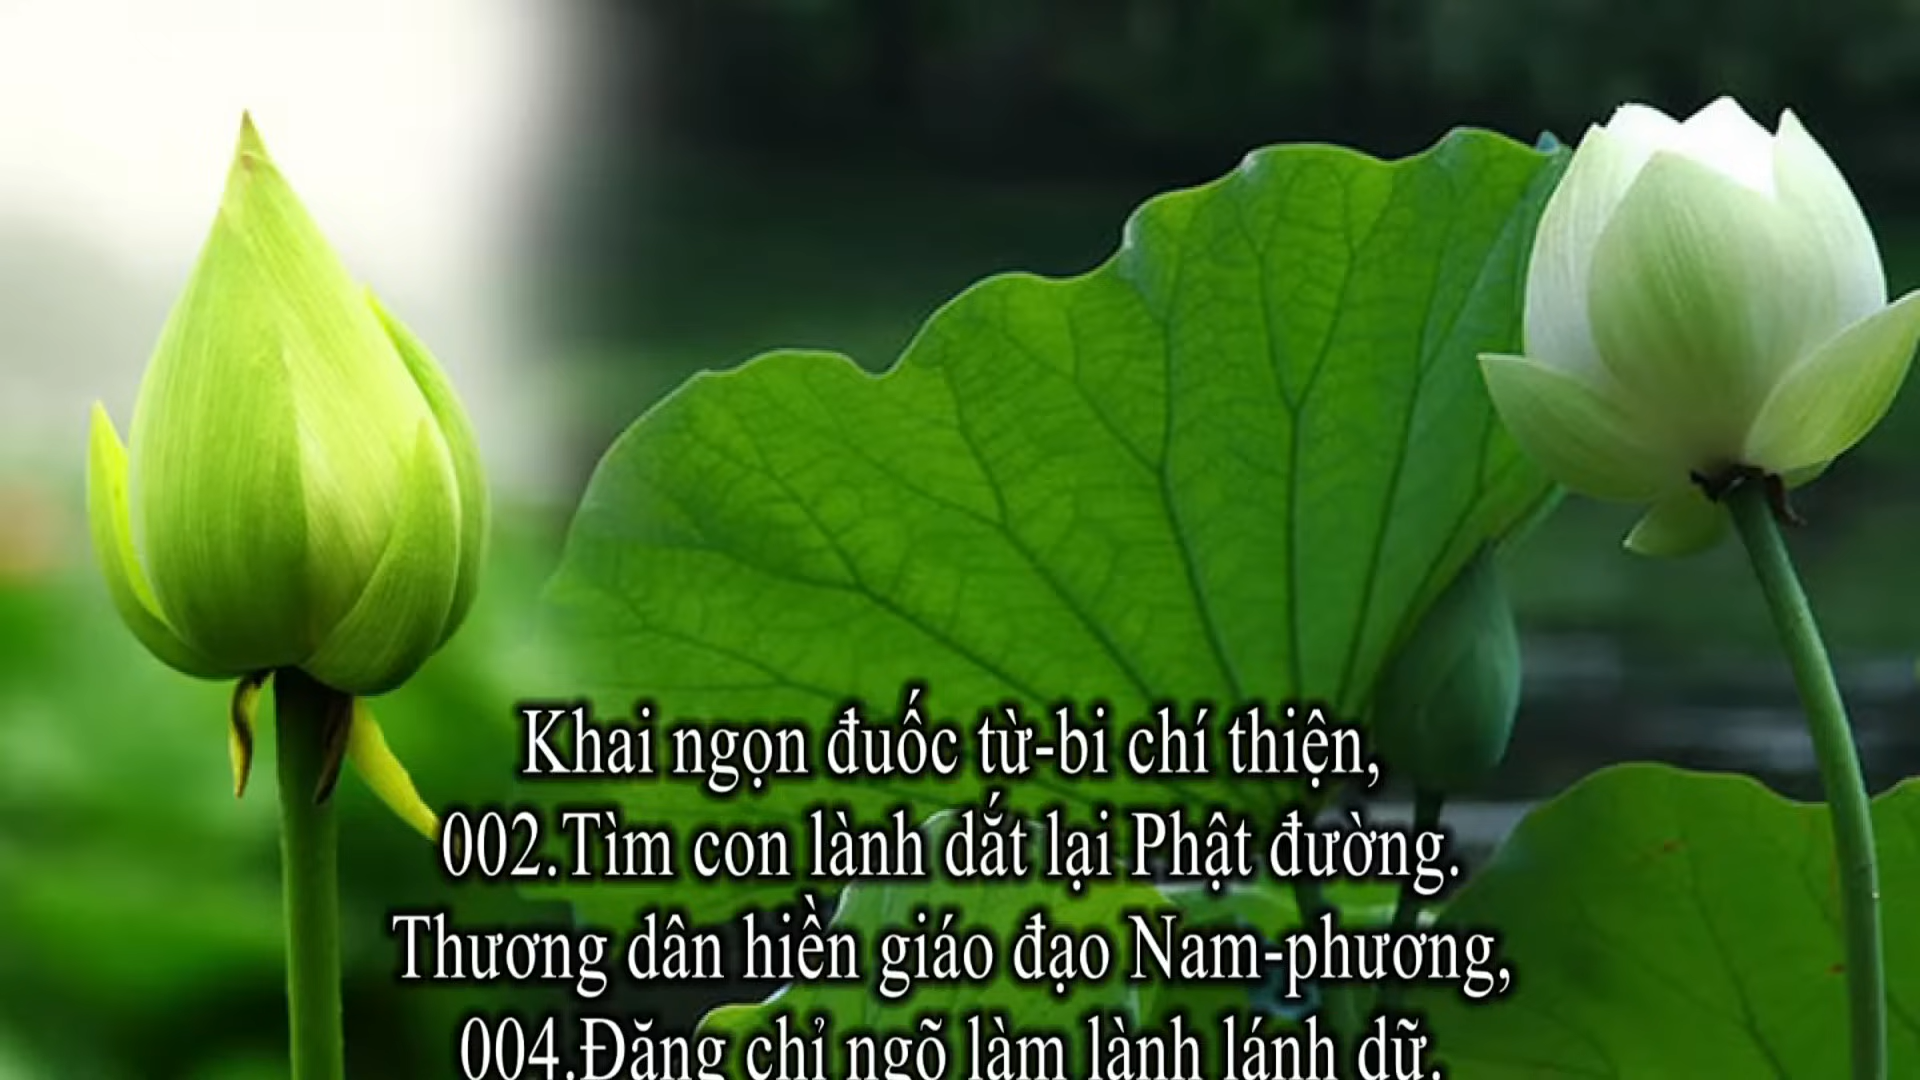 Khai ngọn đuốc từ-bi chí thiện,
002.Tìm con lành dắt lại Phật đường.
Thương dân hiền giáo đạo Nam-phương,
004.Đặng chỉ ngõ làm lành lánh dữ.